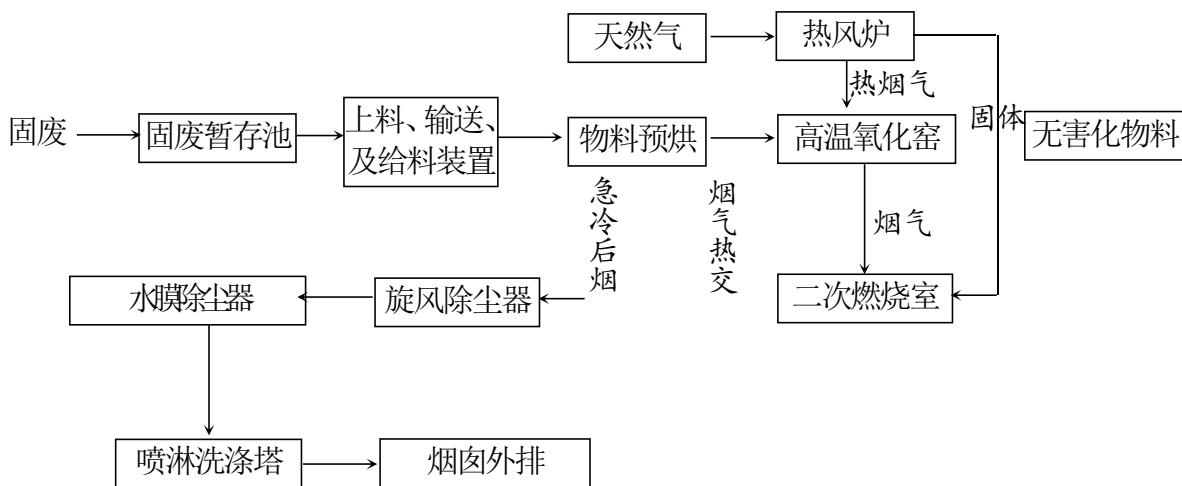 天然气
热风炉
热烟气
固废
固废暂存池
上料、输送、
及给料装置
物料预烘
高温氧化窑
固体
无害化物料
急冷后烟
烟气热交
烟气
水膜除尘器
旋风除尘器
二次燃烧室
喷淋洗涤塔
烟囱外排